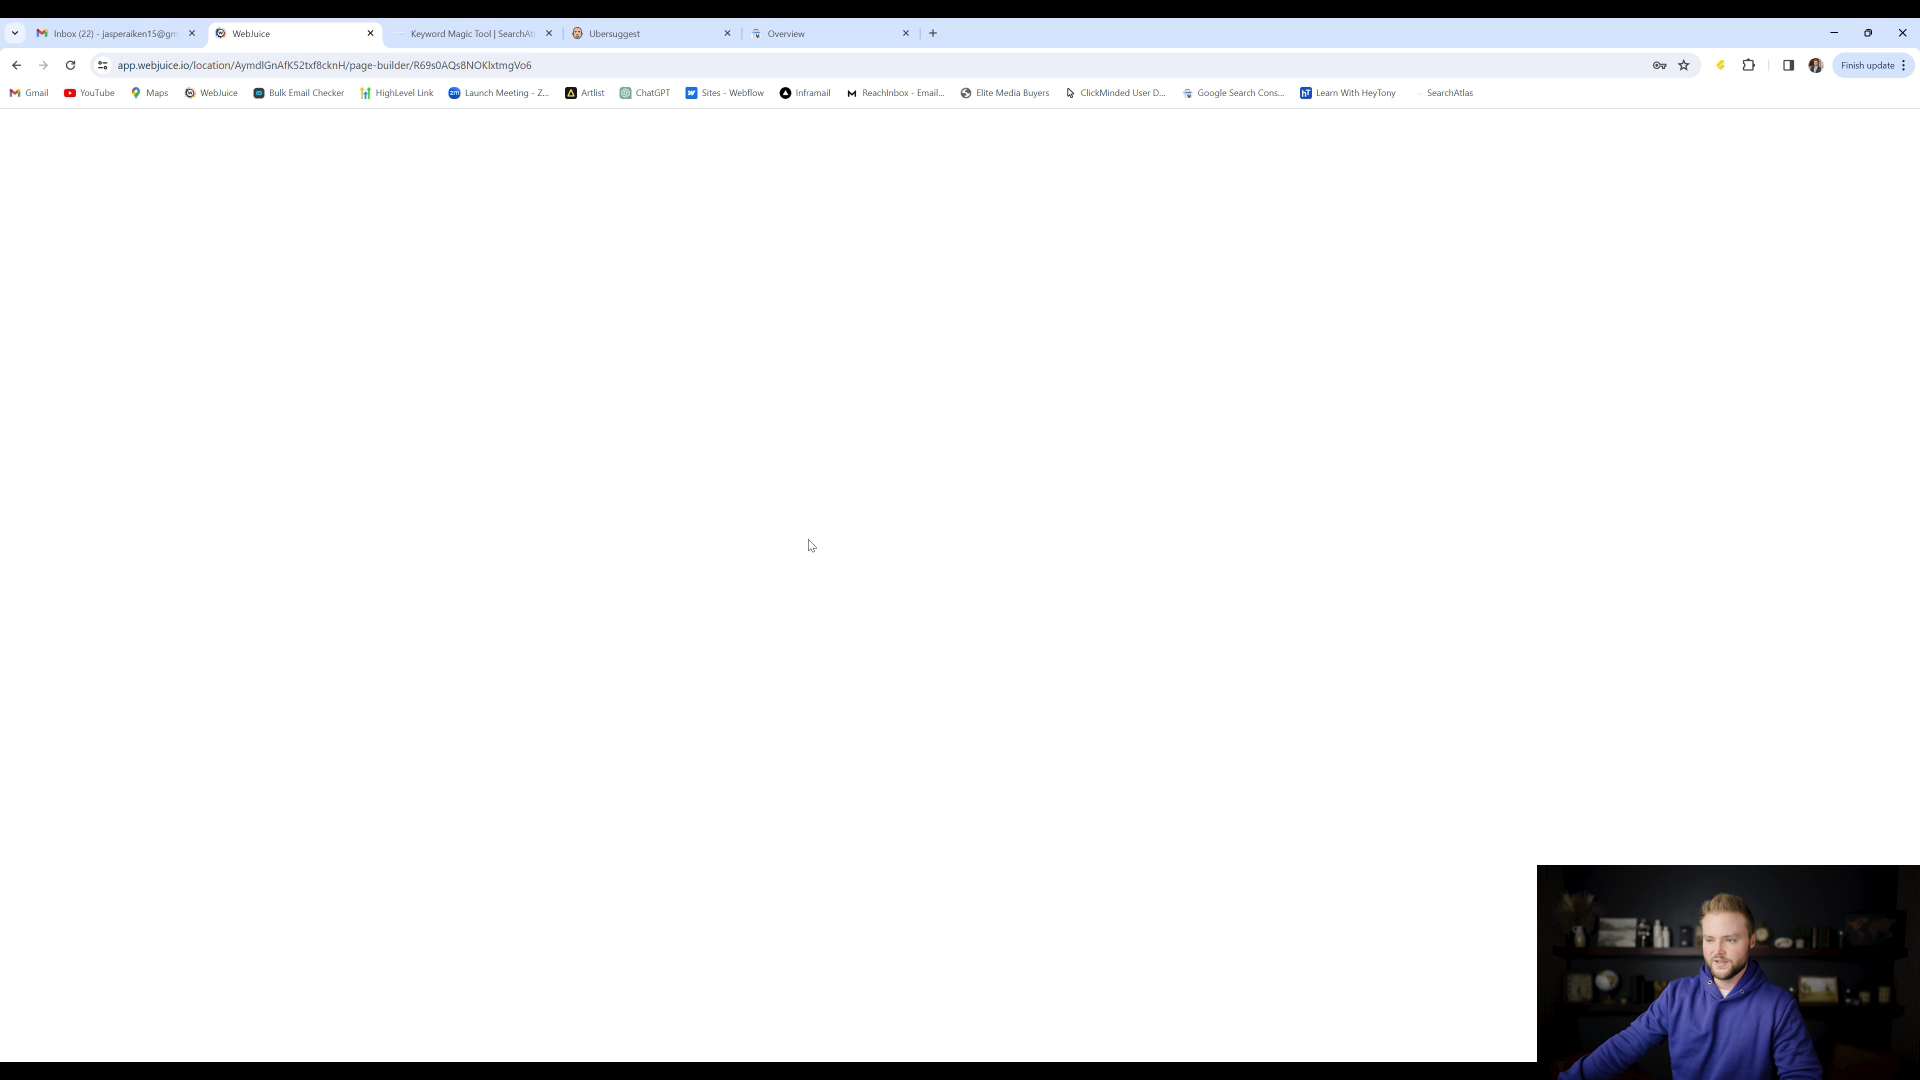 Inbox (22) - jasperaiken15@gm
WebJuice
Keyword Magic Tool | SearchAt
Ubersuggest
Overview
app.webjuice.io/location/AymdlGnAfK52txf8cknH/page-builder/R69s0AQs8NOKlxtmgVo6
Finish update
Gmail
YouTube
Maps
WebJuice
Bulk Email Checker
HighLevel Link
Launch Meeting - Z...
Artlist
ChatGPT
Sites - Webflow
Inframail
ReachInbox - Email...
Elite Media Buyers
ClickMinded User D...
Google Search Cons...
Learn With HeyTony
SearchAtlas